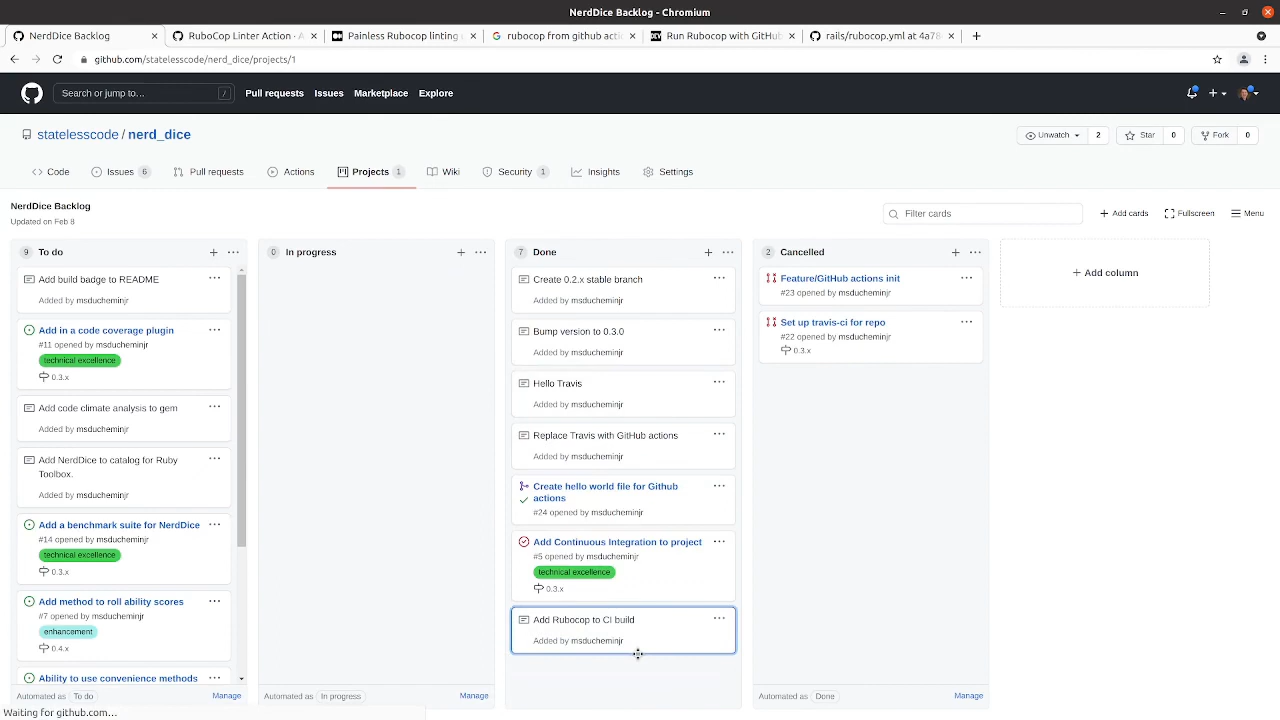 NerdDice Backlog - Chromium
NerdDice Backlog
RuboCop Linter Action · A
Painless Rubocop linting
rubocop from github acti
Run Rubocop with GitHub
rails/rubocop.yml at 4a78
github.com/statelesscode/nerd_dice/projects/1
Search or jump to... /
Pull requests
Issues
Marketplace
Explore
statelesscode / nerd_dice
Unwatch 2
Star 0
Fork 0
Code
Issues 6
Pull requests
Actions
Projects 1
Wiki
Security 1
Insights
Settings
NerdDice Backlog
Updated on Feb 8
Filter cards
Add cards
Fullscreen
Menu
9 To do
Add build badge to README
Added by msducheminjr
Add in a code coverage plugin
#11 opened by msducheminjr
technical excellence
0.3.x
Add code climate analysis to gem
Added by msducheminjr
Add NerdDice to catalog for Ruby
Toolbox.
Added by msducheminjr
Add a benchmark suite for NerdDice
#14 opened by msducheminjr
technical excellence
0.3.x
Add method to roll ability scores
#7 opened by msducheminjr
enhancement
0.4.x
Ability to use convenience methods
Automated as To do
Manage
0 In progress
Automated as In progress
Manage
7 Done
Create 0.2.x stable branch
Added by msducheminjr
Bump version to 0.3.0
Added by msducheminjr
Hello Travis
Added by msducheminjr
Replace Travis with GitHub actions
Added by msducheminjr
Create hello world file for Github
actions
#24 opened by msducheminjr
Add Continuous Integration to project
#5 opened by msducheminjr
technical excellence
0.3.x
Add Rubocop to CI build
Added by msducheminjr
2 Cancelled
Feature/GitHub actions init
#23 opened by msducheminjr
Set up travis-ci for repo
#22 opened by msducheminjr
0.3.x
Automated as Done
Manage
Add column
Waiting for github.com...